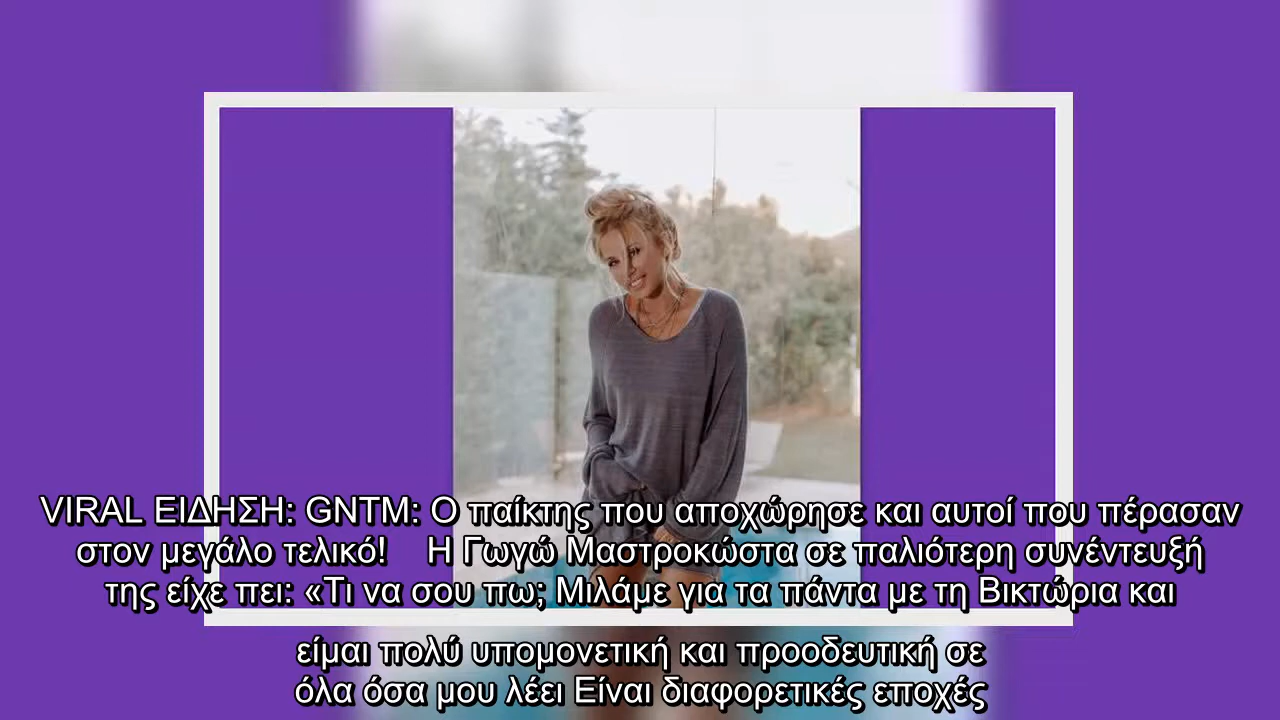 VIRAL ΕΙΔΗΣΗ: GNTM: Ο παίκτης που αποχώρησε και αυτοί που πέρασαν
στον μεγάλο τελικό! Η Γωγώ Μαστροκώστα σε παλιότερη συνέντευξή
της είχε πει: «Τι να σου πω; Μιλάμε για τα πάντα με τη Βικτώρια και
είμαι πολύ υπομονετική και προοδευτική σε
όλα όσα μου λέει Είναι διαφορετικές εποχές